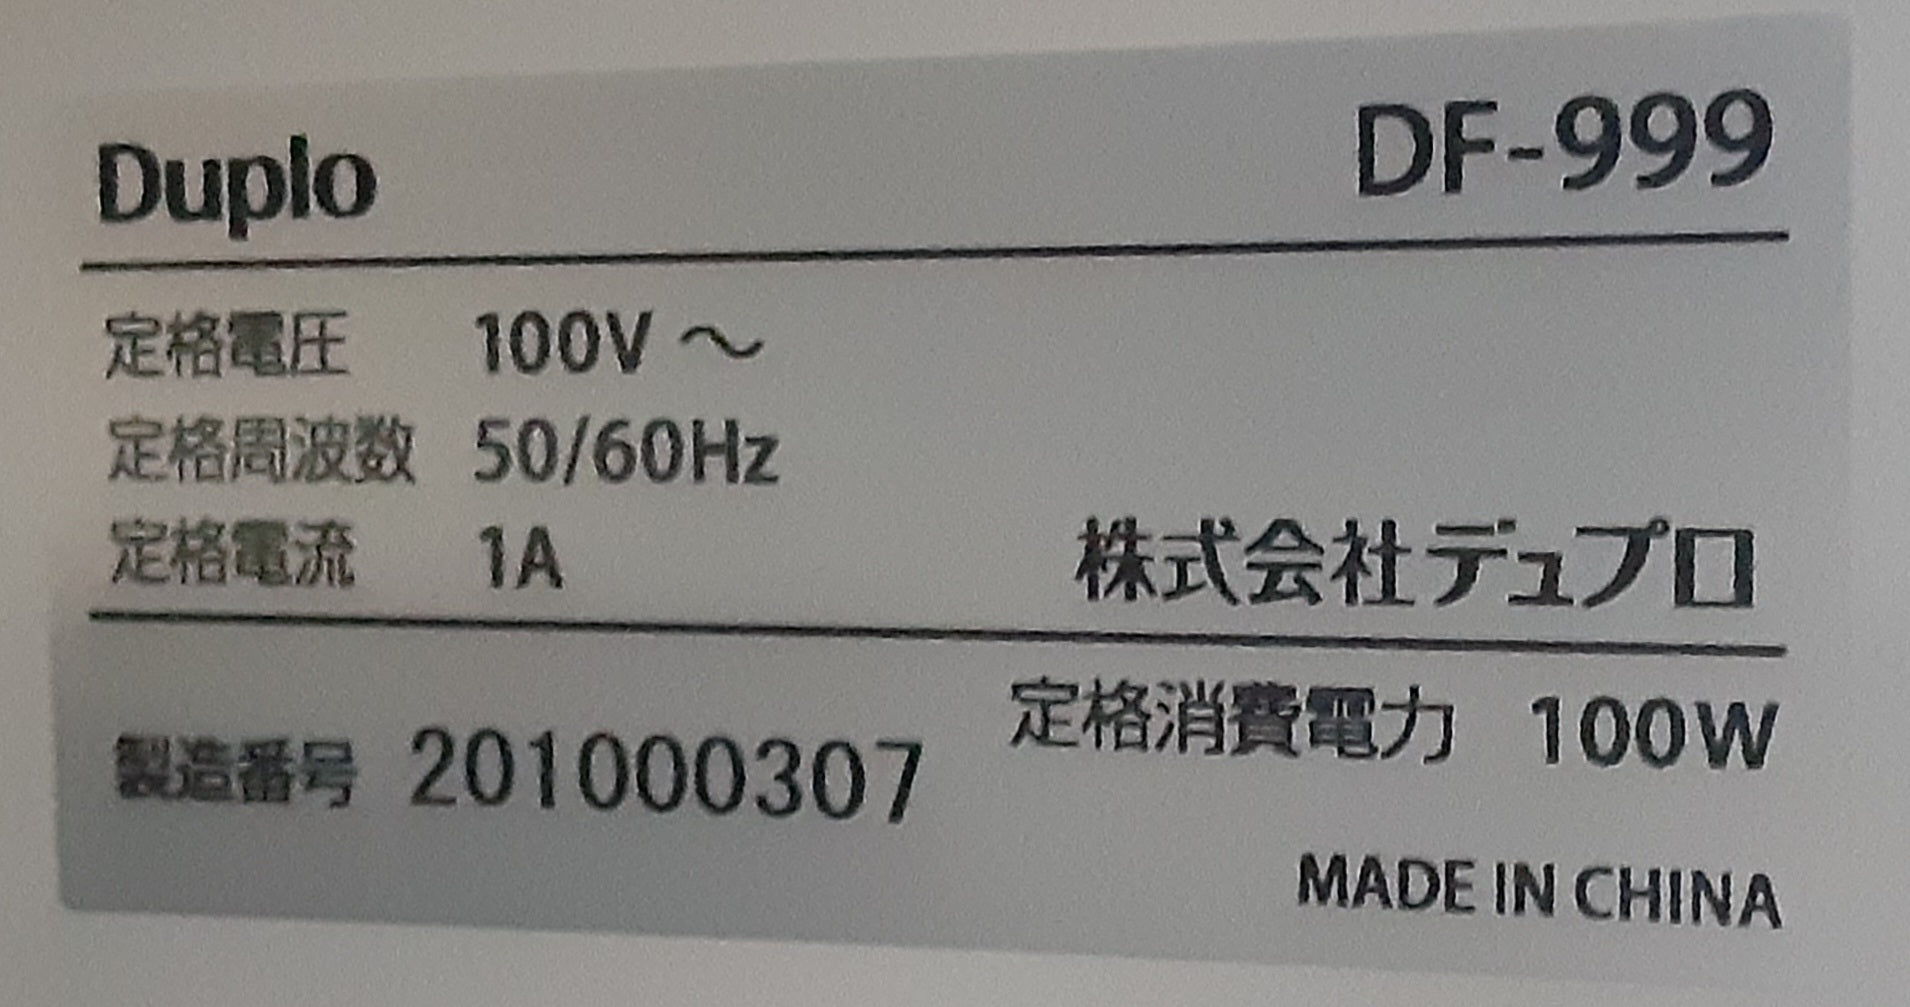 Duplo DF-999
定格電圧 100V ～
定格周波数 50/60Hz
定格電流 1A
株式会社デュプロ
定格消費電力 100W
製造番号 201000307
MADE IN CHINA